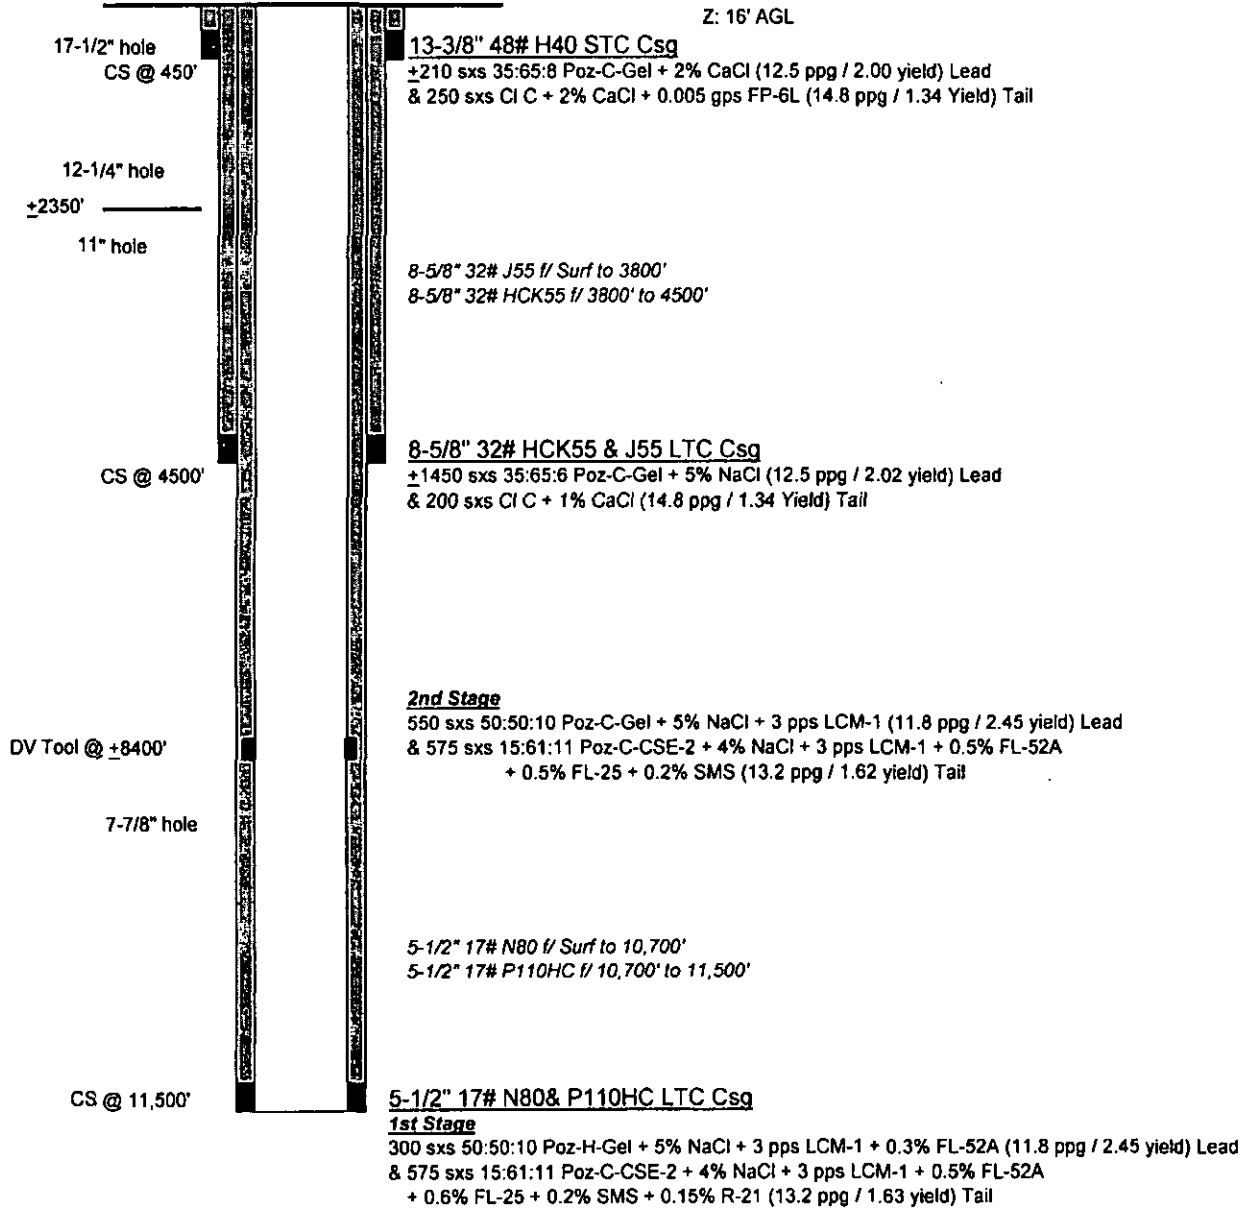 Z: 16' AGL
17-1/2" hole
13-3/8" 48# H40 STC Csg
CS @ 450'
+210 sxs 35:65:8 Poz-C-Gel + 2% CaCl (12.5 ppg / 2.00 yield) Lead
& 250 sxs Cl C + 2% CaCl + 0.005 gps FP-6L (14.8 ppg / 1.34 Yield) Tail
12-1/4" hole
±2350'
11" hole
8-5/8" 32# J55 f/ Surf to 3800'
8-5/8" 32# HCK55 f/ 3800' to 4500'
8-5/8" 32# HCK55 & J55 LTC Csg
CS @ 4500'
±1450 sxs 35:65:6 Poz-C-Gel + 5% NaCl (12.5 ppg / 2.02 yield) Lead
& 200 sxs Cl C + 1% CaCl (14.8 ppg / 1.34 Yield) Tail
2nd Stage
550 sxs 50:50:10 Poz-C-Gel + 5% NaCl + 3 pps LCM-1 (11.8 ppg / 2.45 yield) Lead
DV Tool @ ±8400'
& 575 sxs 15:61:11 Poz-C-CSE-2 + 4% NaCl + 3 pps LCM-1 + 0.5% FL-52A
+ 0.5% FL-25 + 0.2% SMS (13.2 ppg / 1.62 yield) Tail
7-7/8" hole
5-1/2" 17# N80 f/ Surf to 10,700'
5-1/2" 17# P110HC f/ 10,700' to 11,500'
CS @ 11,500'
5-1/2" 17# N80& P110HC LTC Csg
1st Stage
300 sxs 50:50:10 Poz-H-Gel + 5% NaCl + 3 pps LCM-1 + 0.3% FL-52A (11.8 ppg / 2.45 yield) Lead
& 575 sxs 15:61:11 Poz-C-CSE-2 + 4% NaCl + 3 pps LCM-1 + 0.5% FL-52A
+ 0.6% FL-25 + 0.2% SMS + 0.15% R-21 (13.2 ppg / 1.63 yield) Tail